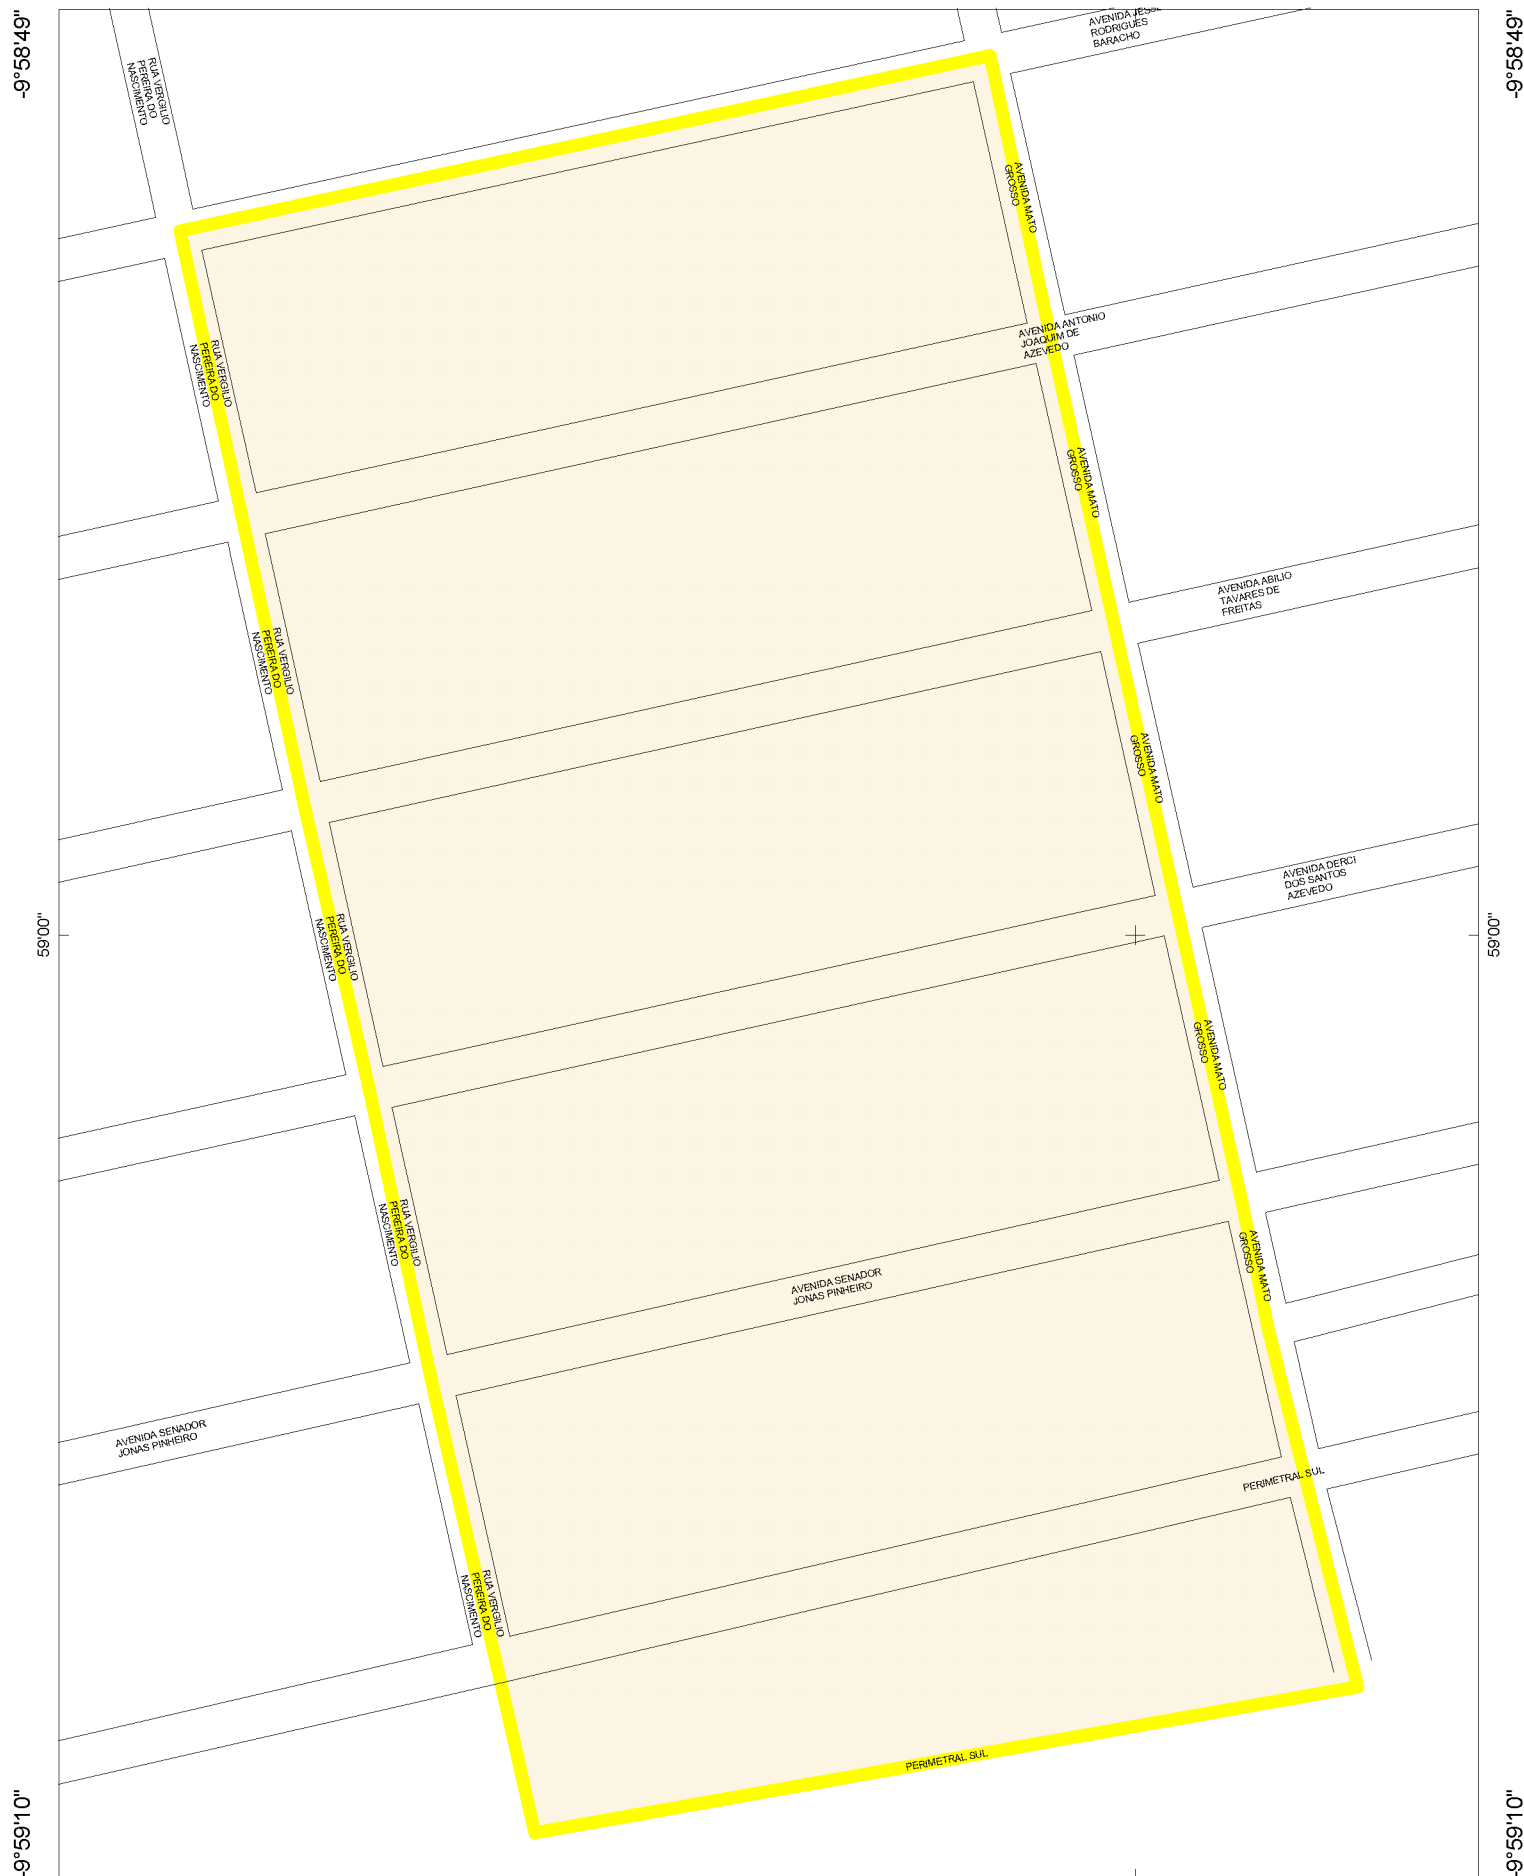 -9°58'49"
-9°58'49"
AVENIDA JESSE
RODRIGUES
BARACHO
RUA VERGILIO
PEREIRA DO
NASCIMENTO
AVENIDA MATO
GROSSO
AVENIDA ANTONIO
JOAQUIM DE
AZEVEDO
RUA VERGILIO
PEREIRA DO
NASCIMENTO
AVENIDA MATO
GROSSO
AVENIDA ABILIO
TAVARES DE
FREITAS
RUA VERGILIO
PEREIRA DO
NASCIMENTO
AVENIDA MATO
GROSSO
AVENIDA DERCI
DOS SANTOS
AZEVEDO
59'00"
59'00"
RUA VERGILIO
PEREIRA DO
NASCIMENTO
AVENIDA MATO
GROSSO
RUA VERGILIO
PEREIRA DO
NASCIMENTO
AVENIDA MATO
GROSSO
AVENIDA SENADOR
JONAS PINHEIRO
AVENIDA SENADOR
JONAS PINHEIRO
PERIMETRAL SUL
RUA VERGILIO
PEREIRA DO
NASCIMENTO
PERIMETRAL SUL
-9°59'10"
-9°59'10"